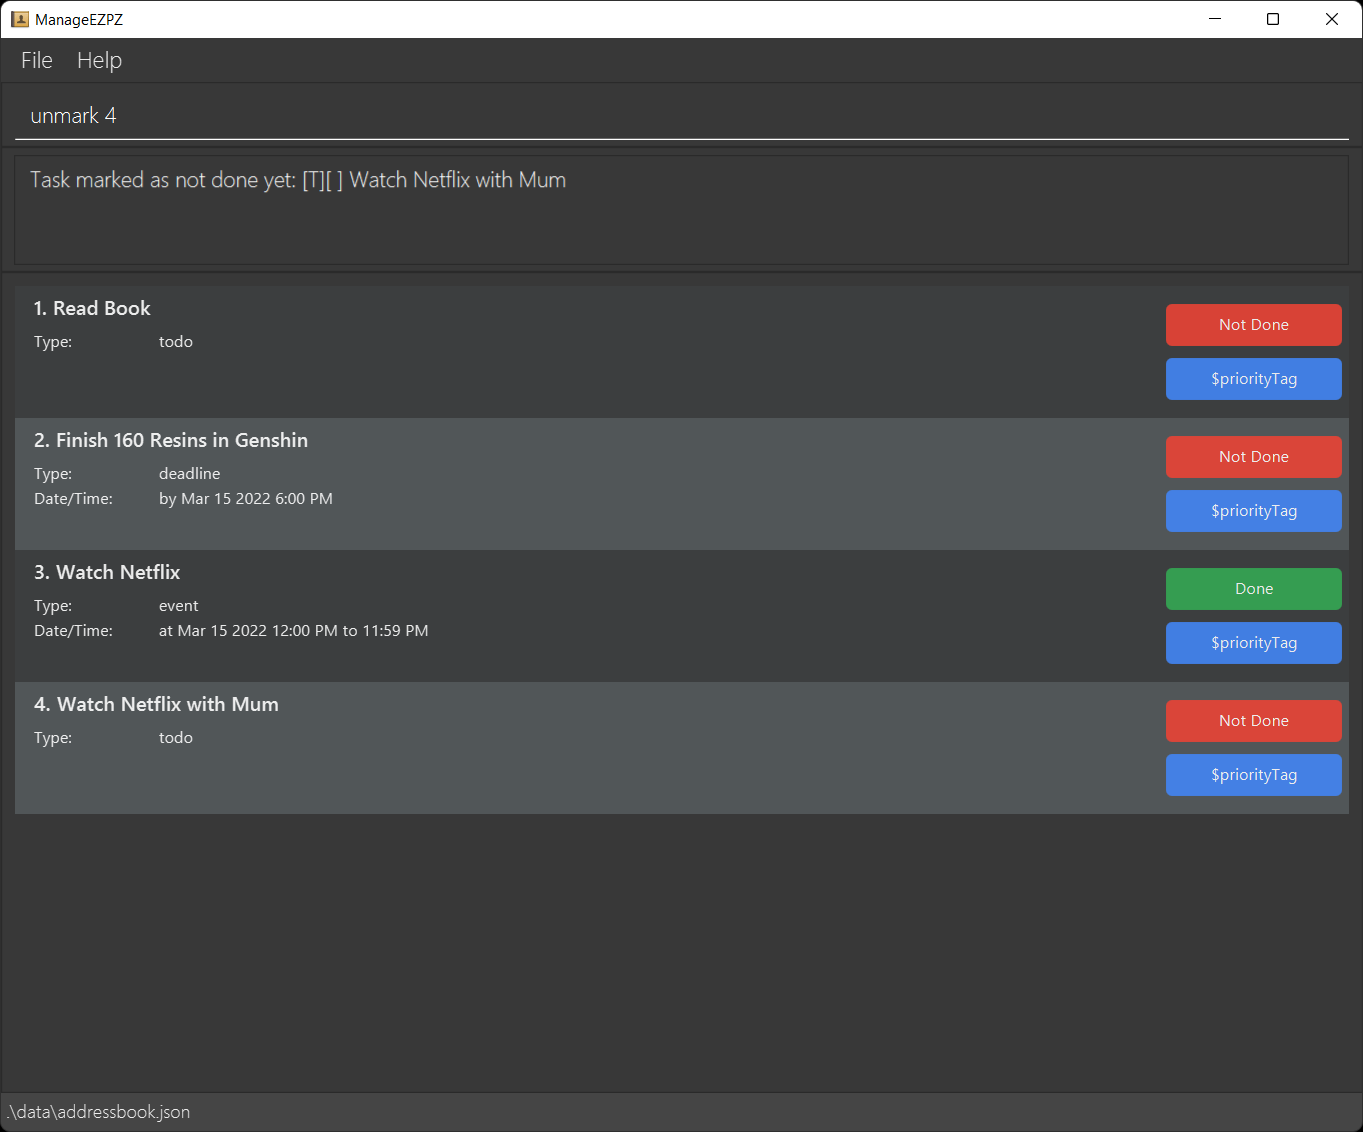 ManageEZPZ
File Help
unmark 4
Task marked as not done yet: [T][ ] Watch Netflix with Mum
1. Read Book
Not Done
Type: todo
$priorityTag
2. Finish 160 Resins in Genshin
Not Done
Type: deadline
Date/Time: by Mar 15 2022 6:00 PM
$priorityTag
3. Watch Netflix
Done
Type: event
Date/Time: at Mar 15 2022 12:00 PM to 11:59 PM
$priorityTag
4. Watch Netflix with Mum
Not Done
Type: todo
$priorityTag
.\data\addressbook.json